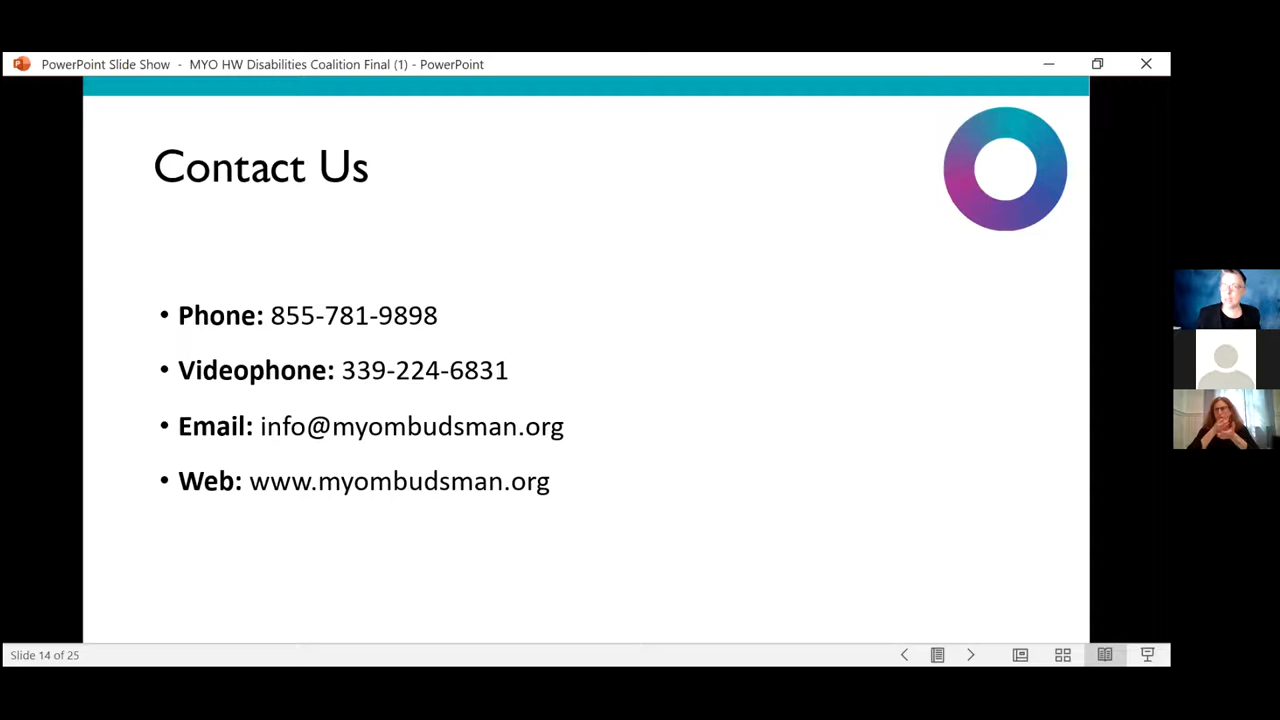 PowerPoint Slide Show - MYO HW Disabilities Coalition Final (1) - PowerPoint
Contact Us
• Phone: 855-781-9898
• Videophone: 339-224-6831
• Email: info@myombudsman.org
• Web: www.myombudsman.org
Slide 14 of 25